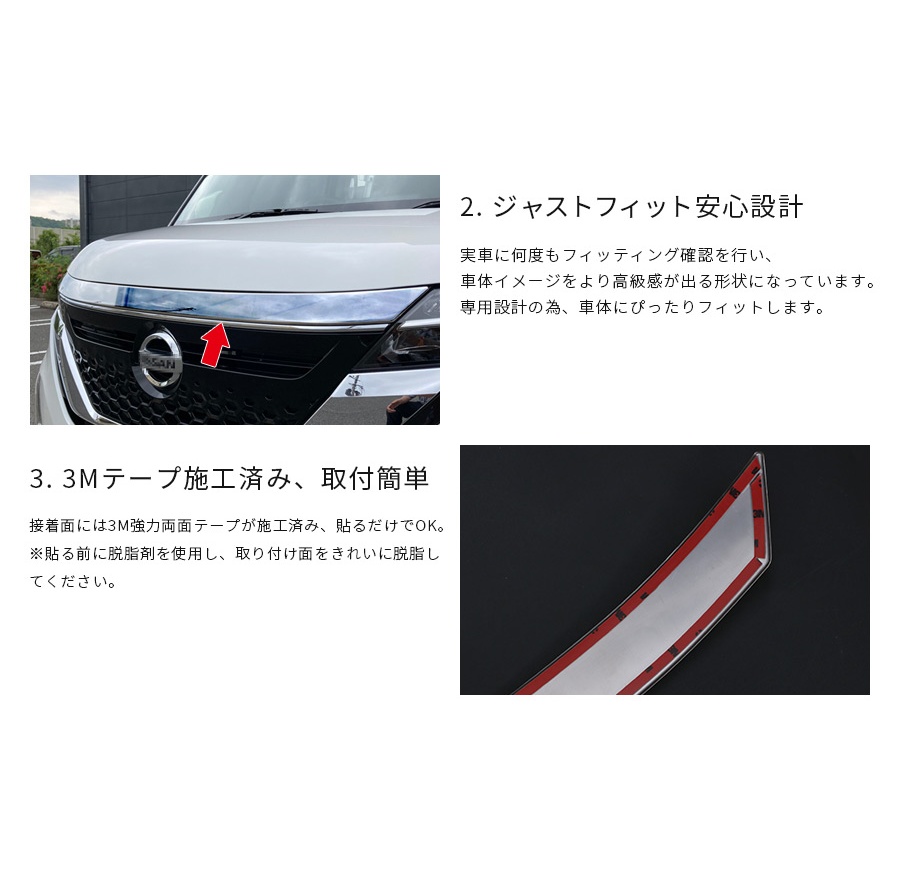 2. ジャストフィット安心設計
実車に何度もフィッティング確認を行い、
車体イメージをより高級感が出る形状になっています。
専用設計の為、車体にぴったりフィットします。
NISSAN
3. 3Mテープ施工済み、取付簡単
接着面には3M強力両面テープが施工済み、貼るだけでOK。
※貼る前に脱脂剤を使用し、取り付け面をきれいに脱脂し
てください。